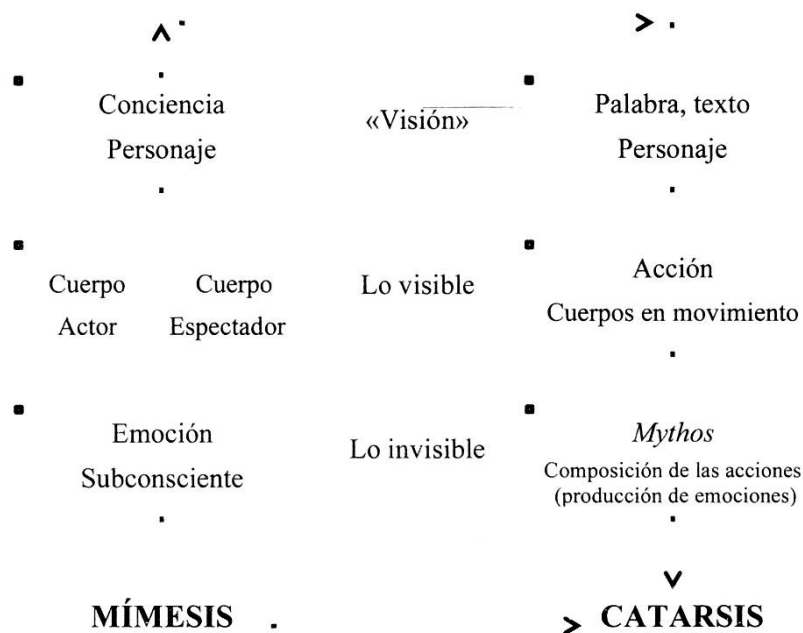 Conciencia
Personaje
«Visión»
Palabra, texto
Personaje
Cuerpo
Actor
Cuerpo
Espectador
Lo visible
Acción
Cuerpos en movimiento
Emoción
Subconsciente
Lo invisible
Mythos
Composición de las acciones
(producción de emociones)
MÍMESIS
CATARSIS